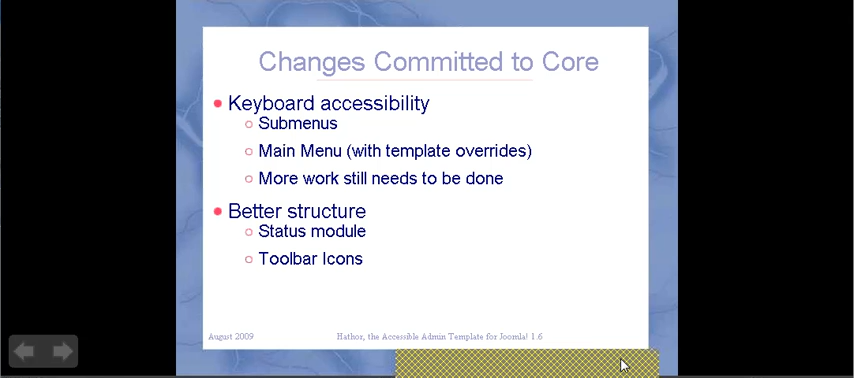 Changes Committed to Core
Keyboard accessibility
Submenus
Main Menu (with template overrides)
More work still needs to be done
Better structure
Status module
Toolbar Icons
August 2009
Hathor, the Accessible Admin Template for Joomla! 1.6